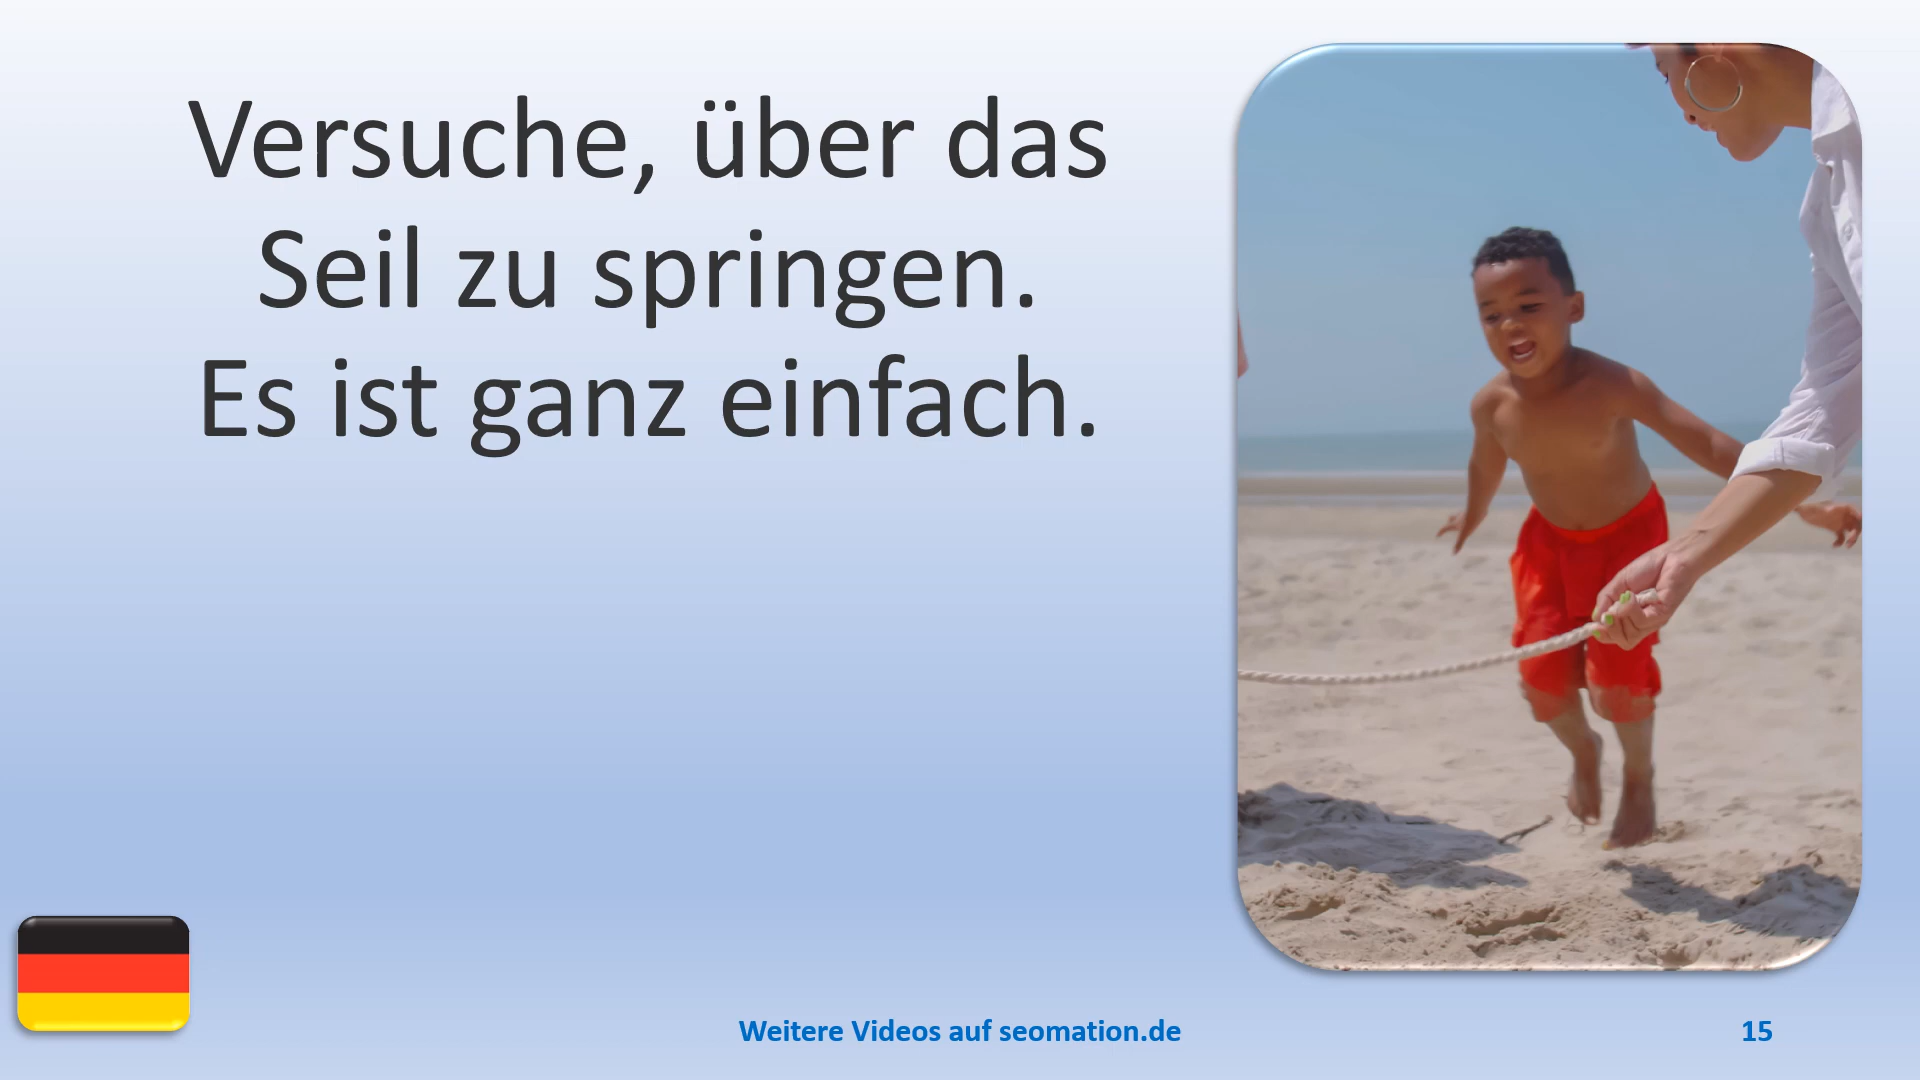 Versuche, über das
Seil zu springen.
Es ist ganz einfach.
Weitere Videos auf seomation.de
15